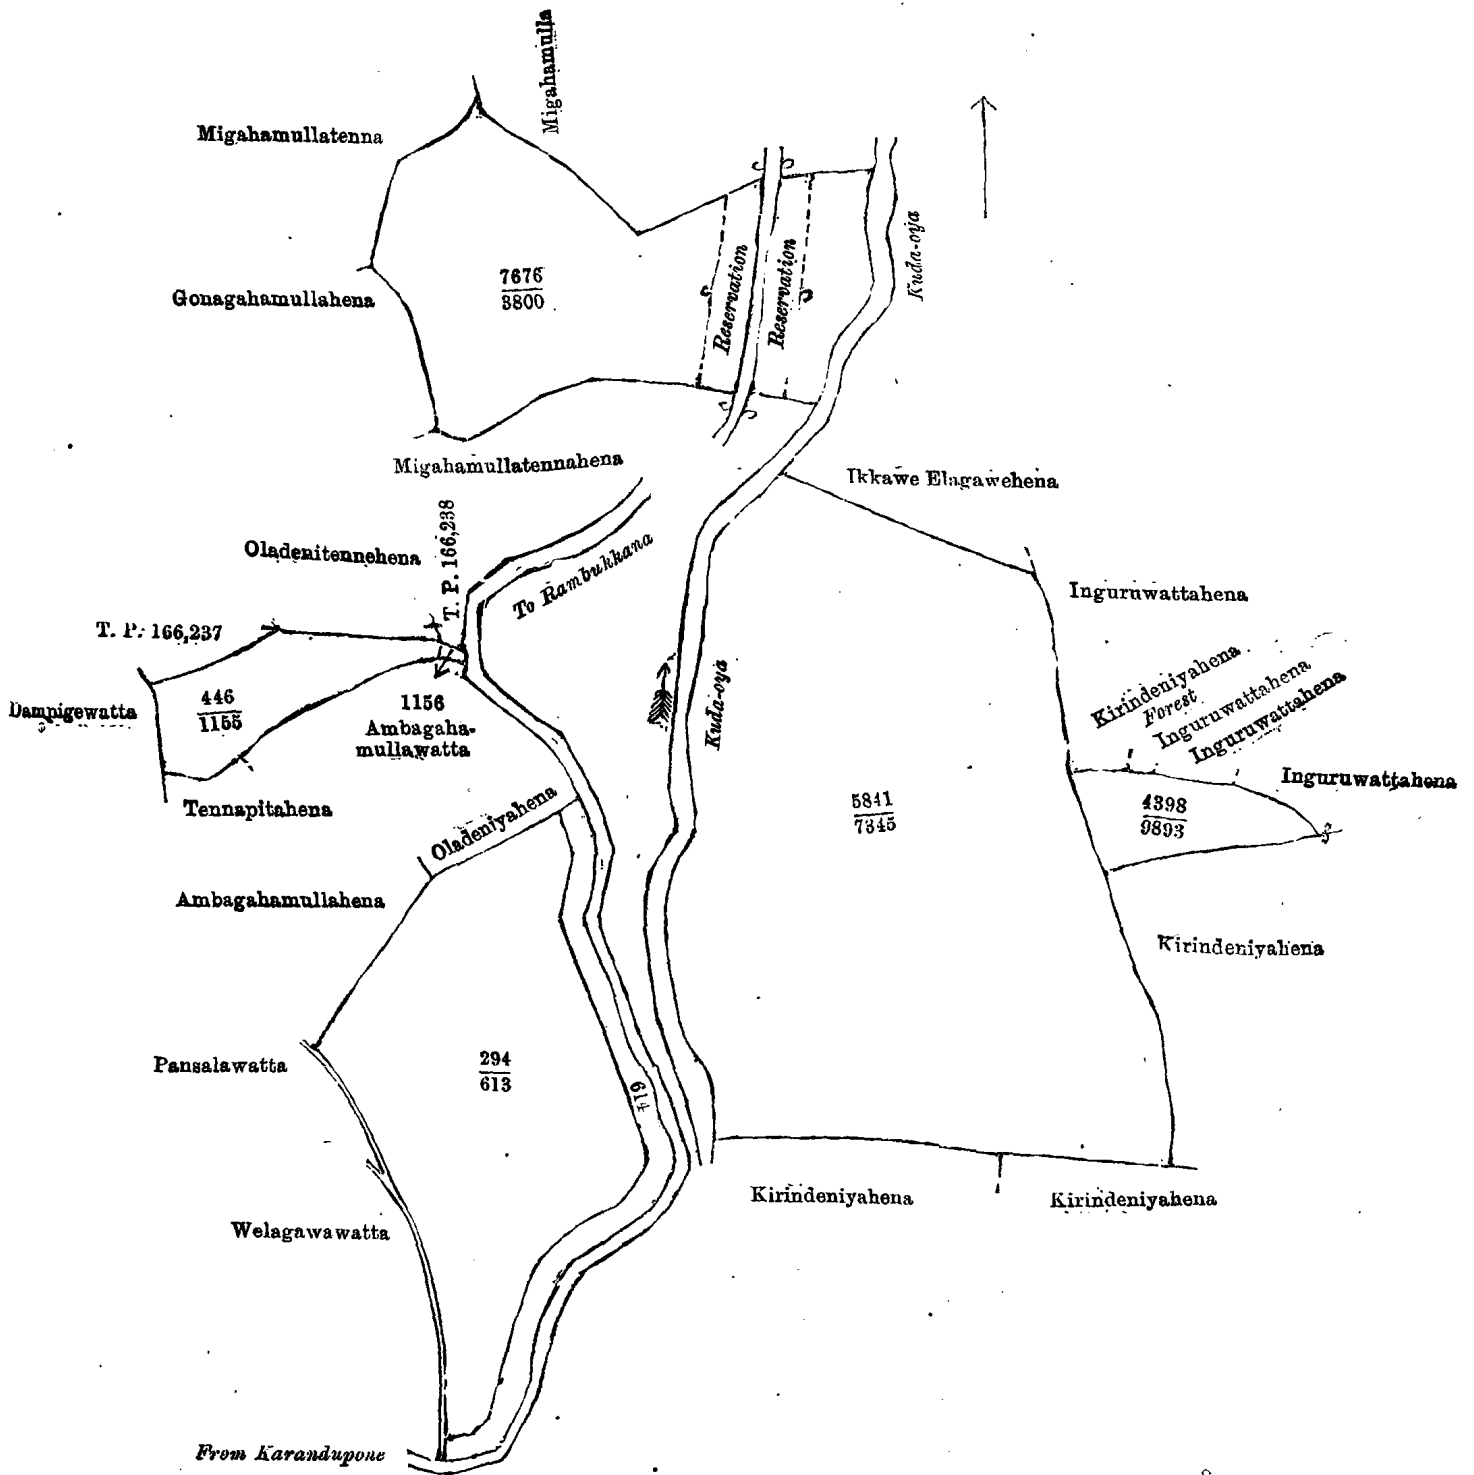 Migahamulla
Migahamullatenna
Gonagahamullahena
7676
3800
Reservation
Reservation
Kuda-oya
Migahamullatennahena
Ikkawe Elagawehena
Oladenitennehena
T. P. 166,238
To Rambukkana
Inguruwattahena
T. P. 166,237
Kirindeniyahena
Forest
Inguruwattahena
Inguruwattahena
Inguruwattahena
Dampigewatta
446
1155
1156
Ambagaha-
mullawatta
Kuda-oya
Tennapitahena
Oladeniyahena
5841
7345
4398
9893
Ambagahamullahena
Kirindeniyahena
Pansalawatta
294
613
614
Kirindeniyahena
Kirindeniyahena
Welagawawatta
From Karandupone